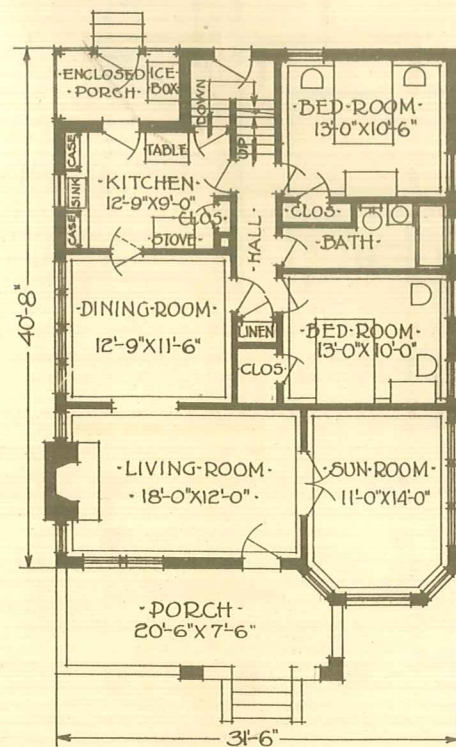 ·ENCLOSED·
PORCH·
ICE-
BOX
DOWN
UP
·BED·ROOM·
13'-0"X10'-6"
CASE
SINK
CASE
TABLE
·KITCHEN·
12'-9"X9'-0"
CLOS·
STOVE
·CLOS·
·BATH·
·HALL·
·DINING·ROOM·
12'-9"X11'-6"
LINEN
·CLOS·
·BED·ROOM·
13'-0"X10'-0"
40'-8"
·LIVING·ROOM·
·18'-0"X12'-0"·
·SUN·ROOM·
11'-0"X14'-0"
·PORCH·
20'-6"X7'-6"
31'-6"